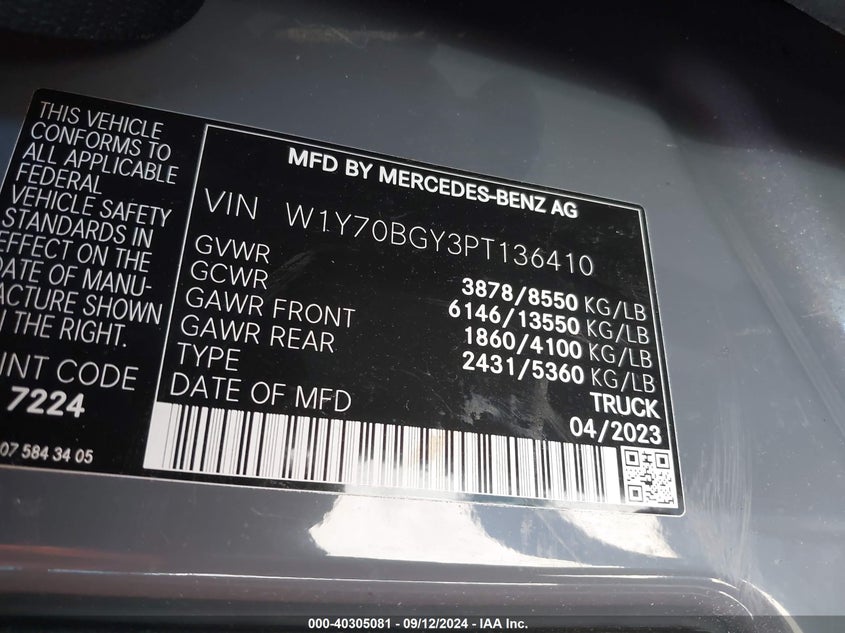 THIS VEHICLE
CONFORMS TO
ALL APPLICABLE
FEDERAL
VEHICLE SAFETY
STANDARDS IN
EFFECT ON THE
DATE OF MANU-
FACTURE SHOWN
IN THE RIGHT.
INT CODE
7224
07 584 34 05
MFD BY MERCEDES-BENZ AG
VIN W1Y70BGY3PT136410
GVWR 3878/8550 KG/LB
GCWR 6146/13550 KG/LB
GAWR FRONT 1860/4100 KG/LB
GAWR REAR 2431/5360 KG/LB
TYPE TRUCK
DATE OF MFD 04/2023
000-40305081 - 09/12/2024 - IAA Inc.